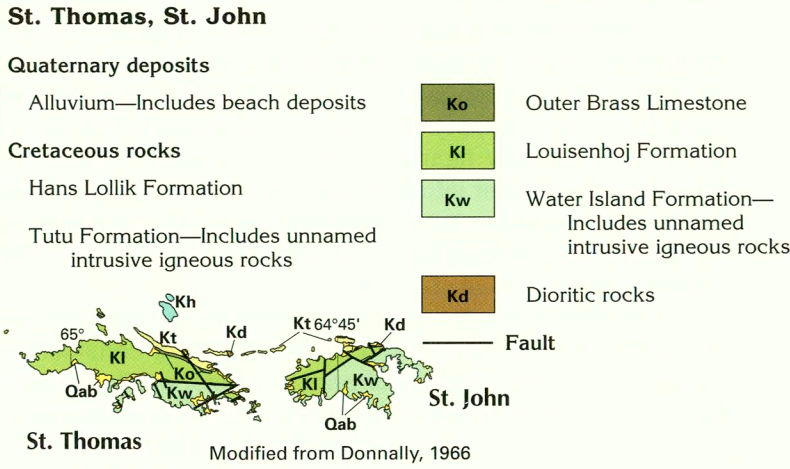 St. Thomas, St. John
Quaternary deposits
Alluvium—Includes beach deposits
Cretaceous rocks
Hans Lollik Formation
Tutu Formation—Includes unnamed
intrusive igneous rocks
Ko Outer Brass Limestone
Kl Louisenhoj Formation
Kw Water Island Formation—
Includes unnamed
intrusive igneous rocks
Kd Dioritic rocks
Fault
Kh
65°
Kt
Kd
Kt 64°45'
Kd
Kl
Ko
Kw
Qab
Kl
Kw
Qab
St. Thomas
St. John
Modified from Donnally, 1966